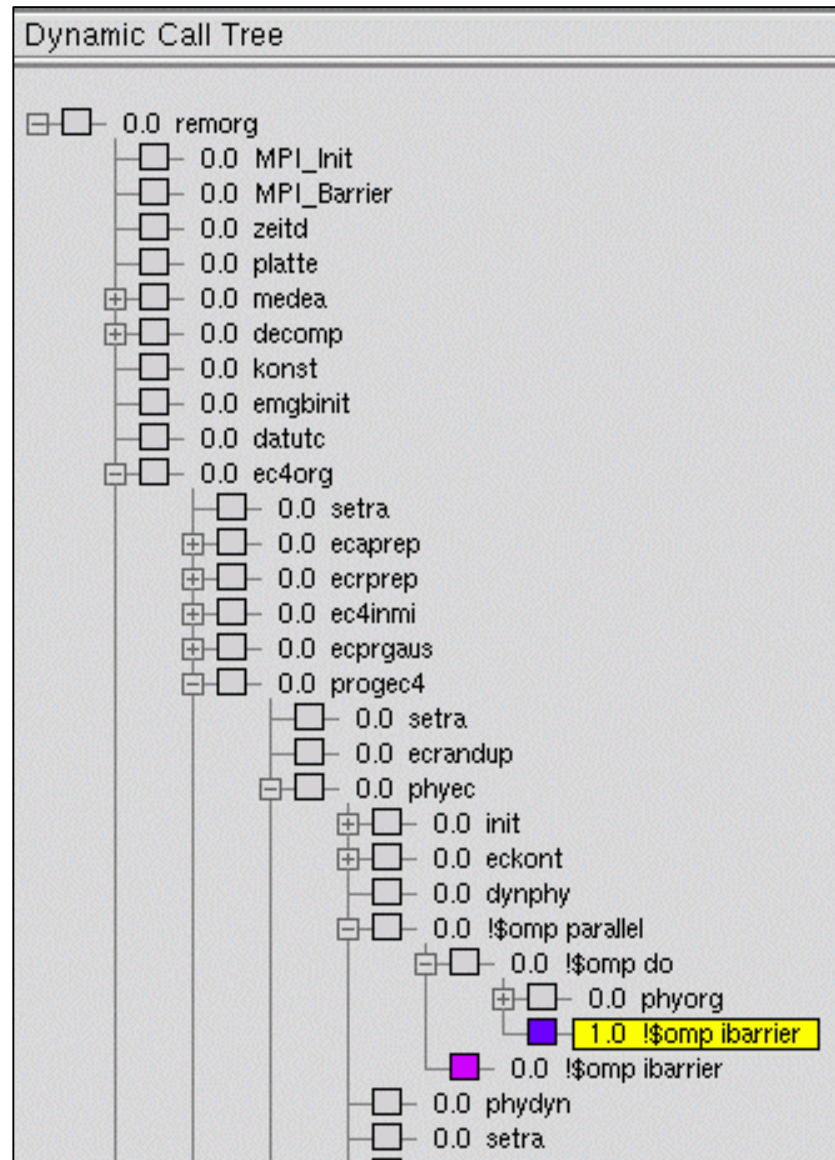 Dynamic Call Tree
0.0 remorg
0.0 MPI_Init
0.0 MPI_Barrier
0.0 zeitd
0.0 platte
0.0 medea
0.0 decomp
0.0 konst
0.0 emgbinit
0.0 datutc
0.0 ec4org
0.0 setra
0.0 ecaprep
0.0 ecrprep
0.0 ec4inmi
0.0 ecprgaus
0.0 progec4
0.0 setra
0.0 ecrandup
0.0 phyec
0.0 init
0.0 eckont
0.0 dynphy
0.0 !$omp parallel
0.0 !$omp do
0.0 phyorg
1.0 !$omp ibarrier
0.0 !$omp ibarrier
0.0 phydyn
0.0 setra